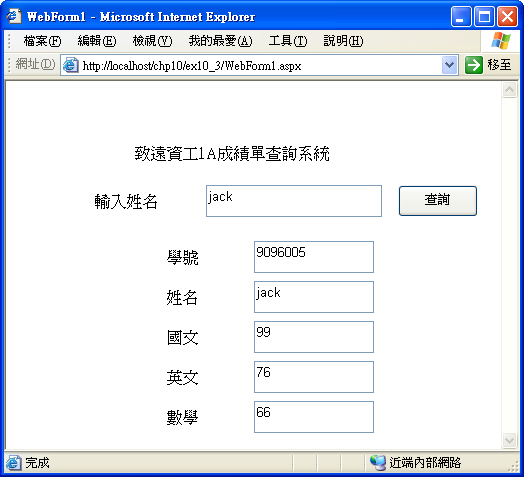 WebForm1 - Microsoft Internet Explorer
檔案(F) 編輯(E) 檢視(V) 我的最愛(A) 工具(T) 說明(H)
網址(D) http://localhost/chp10/ex10_3/WebForm1.aspx 移至
致遠資工1A成績單查詢系統
輸入姓名 jack 查詢
學號 9096005
姓名 jack
國文 99
英文 76
數學 66
完成 近端內部網路